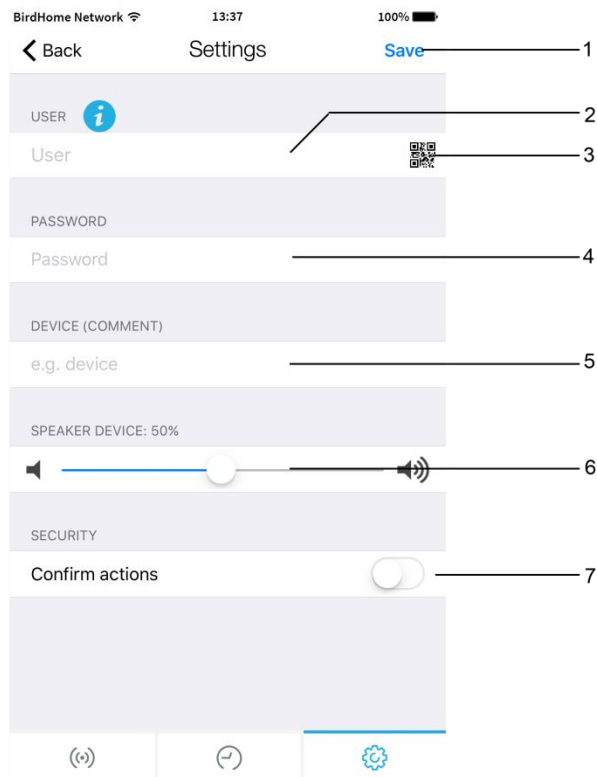 BirdHome Network 13:37 100%
Back Settings Save 1
USER i 2
User 3
PASSWORD
Password 4
DEVICE (COMMENT)
e.g. device 5
SPEAKER DEVICE: 50%
6
SECURITY
Confirm actions 7